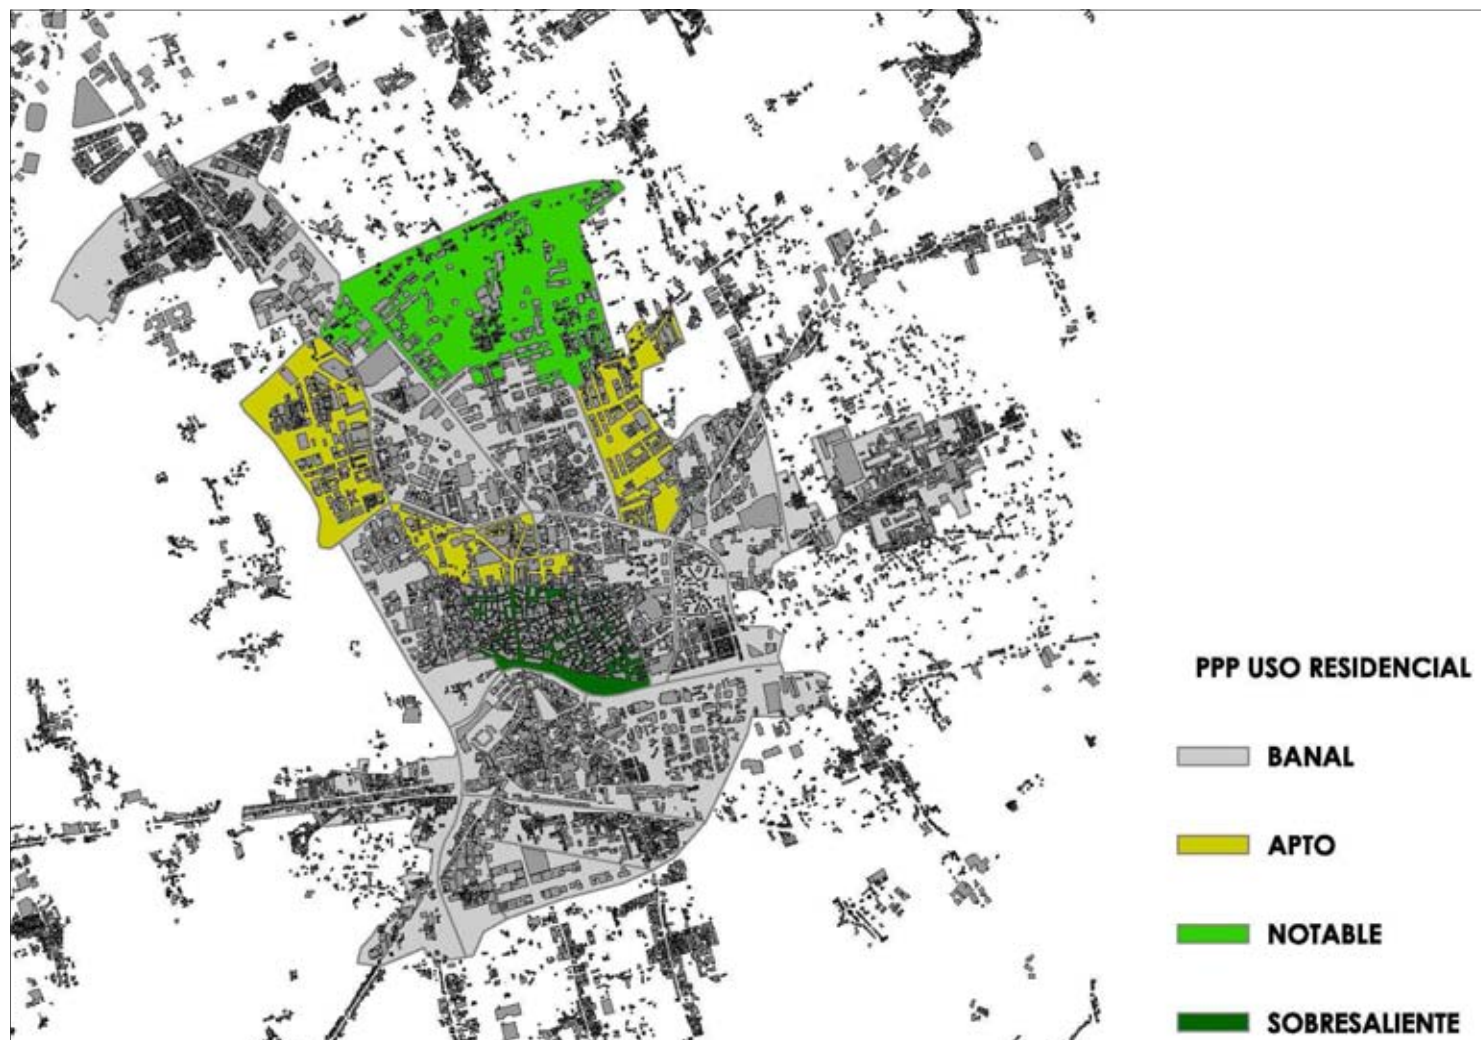 PPP USO RESIDENCIAL
BANAL
APTO
NOTABLE
SOBRESALIENTE